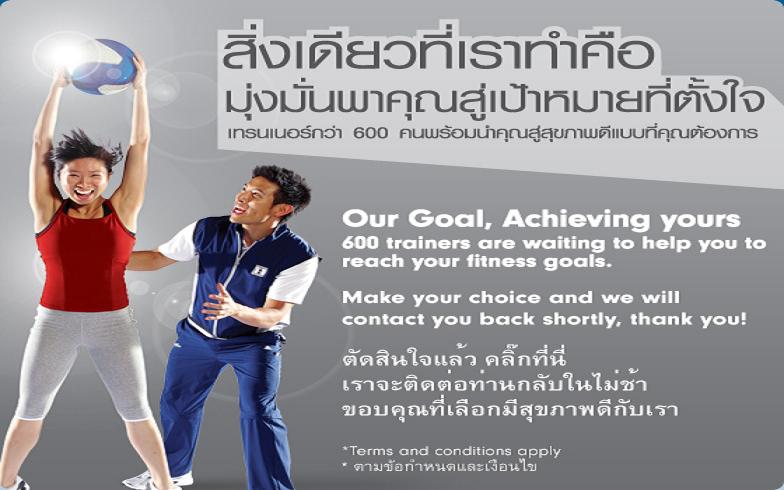 สิ่งเดียวที่เราทำคือ
มุ่งมั่นพาคุณสู่เป้าหมายที่ตั้งใจ
เทรนเนอร์กว่า 600 คนพร้อมนำคุณสู่สุขภาพดีแบบที่คุณต้องการ
Our Goal, Achieving yours
600 trainers are waiting to help you to
reach your fitness goals.
Make your choice and we will
contact you back shortly, thank you!
ตัดสินใจแล้ว คลิ๊กที่นี่
เราจะติดต่อท่านกลับในไม่ช้า
ขอบคุณที่เลือกมีสุขภาพดีกับเรา
*Terms and conditions apply
* ตามข้อกำหนดและเงื่อนไข